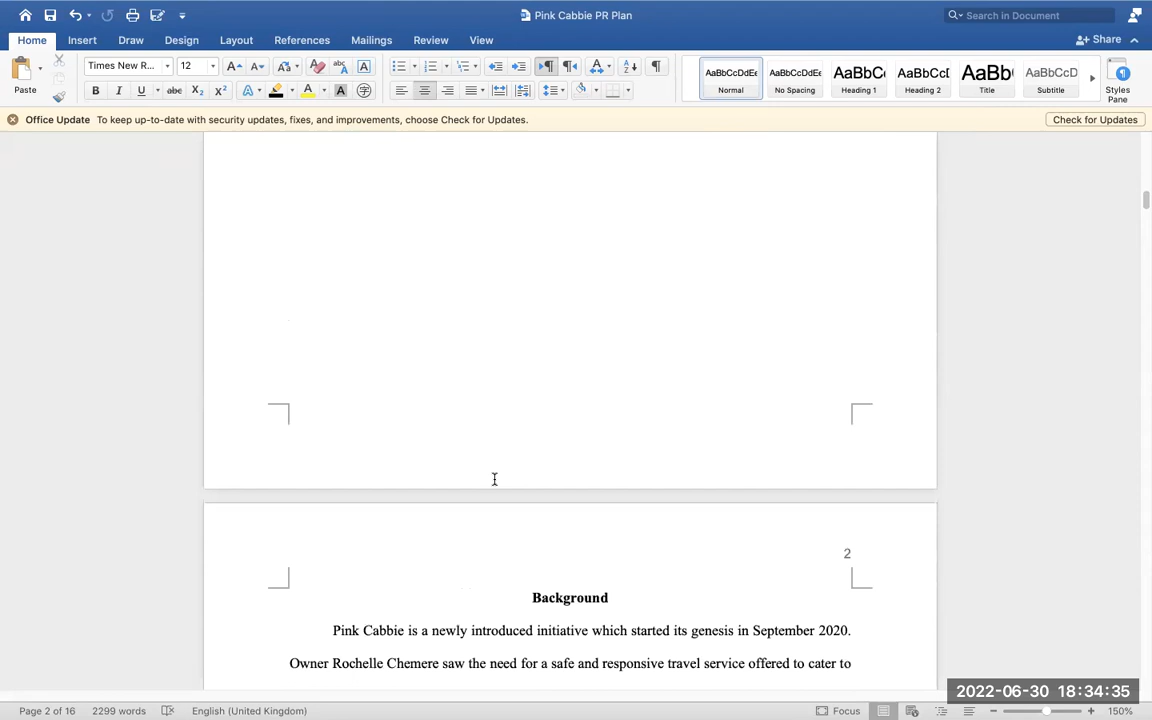 Pink Cabbie PR Plan
Search in Document
Home Insert Draw Design Layout References Mailings Review View
Share
Paste
Times New R...
12
AaBbCcDdEe
Normal
AaBbCcDdEe
No Spacing
AaBbCc
Heading 1
AaBbCcD
Heading 2
AaBb
Title
AaBbCcD
Subtitle
Styles
Pane
Office Update To keep up-to-date with security updates, fixes, and improvements, choose Check for Updates.
Check for Updates
2
Background
Pink Cabbie is a newly introduced initiative which started its genesis in September 2020.
Owner Rochelle Chemere saw the need for a safe and responsive travel service offered to cater to
2022-06-30 18:34:35
Page 2 of 16 2299 words English (United Kingdom)
Focus
150%